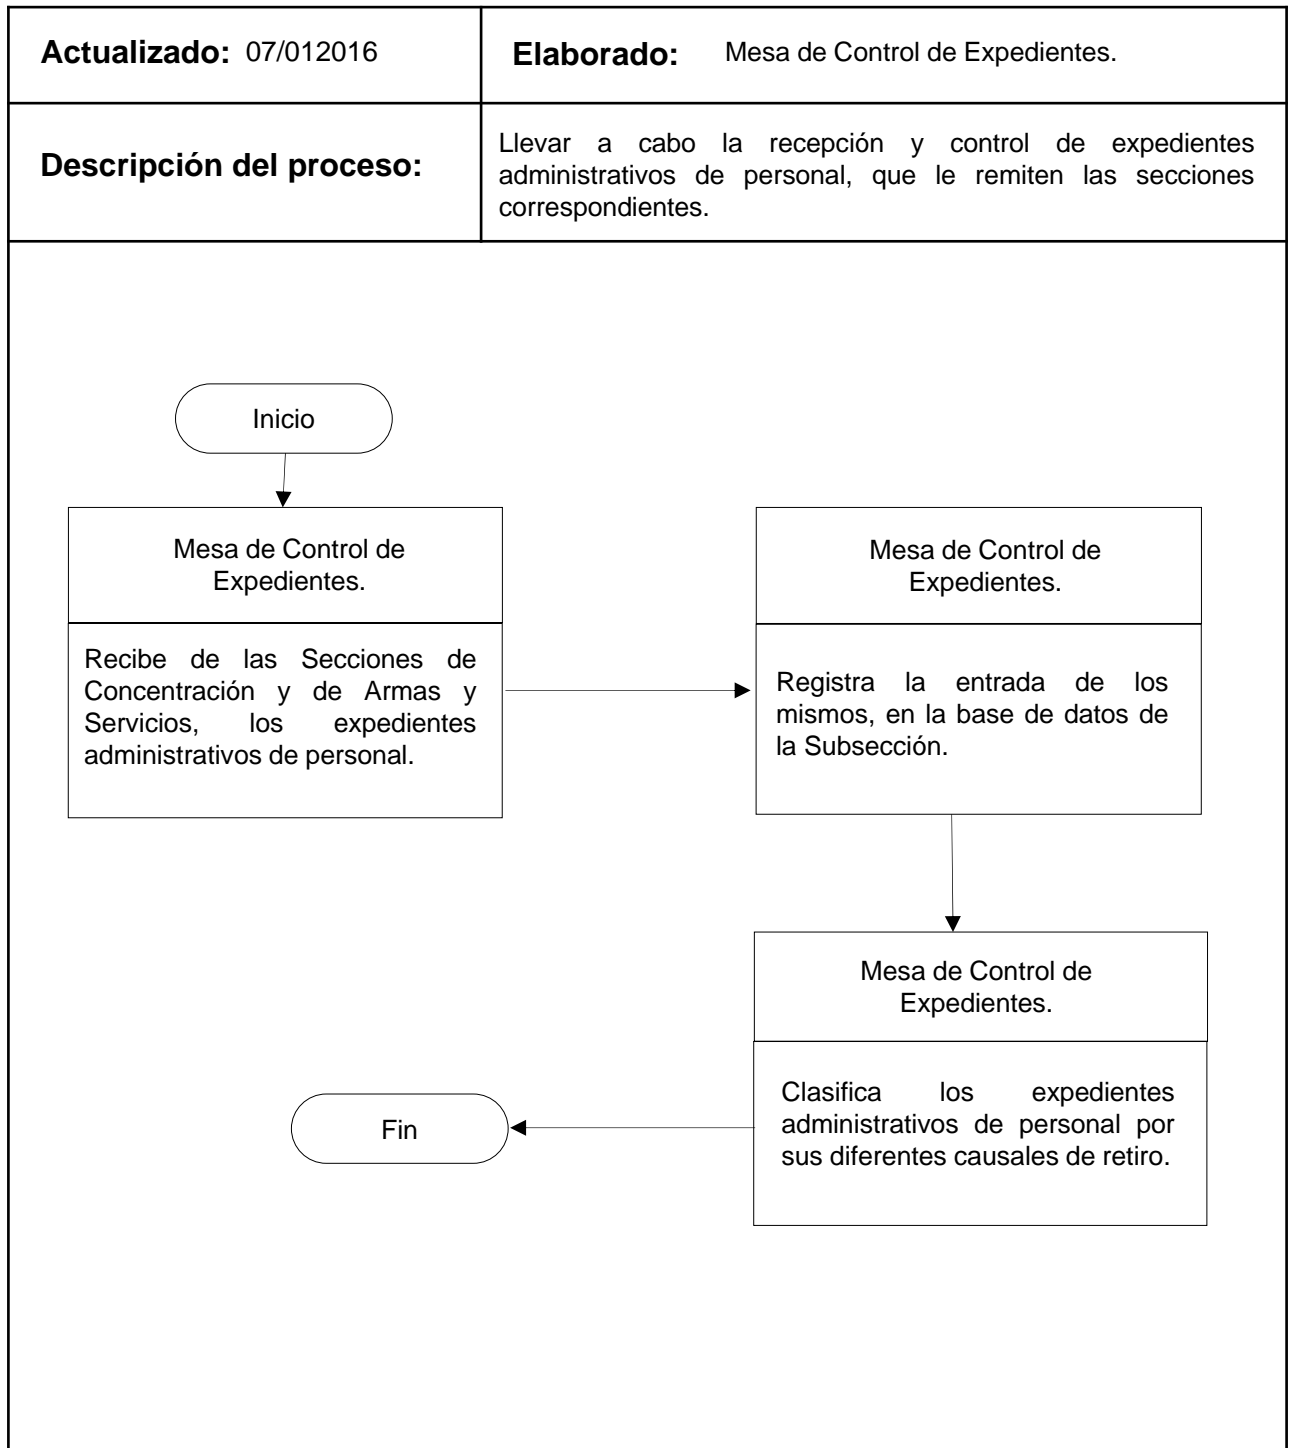 Actualizado: 07/012016
Elaborado: Mesa de Control de Expedientes.
Descripción del proceso:
Llevar a cabo la recepción y control de expedientes
administrativos de personal, que le remiten las secciones
correspondientes.
Inicio
Mesa de Control de
Expedientes.
Recibe de las Secciones de
Concentración y de Armas y
Servicios, los expedientes
administrativos de personal.
Mesa de Control de
Expedientes.
Registra la entrada de los
mismos, en la base de datos de
la Subsección.
Mesa de Control de
Expedientes.
Clasifica los expedientes
administrativos de personal por
sus diferentes causales de retiro.
Fin